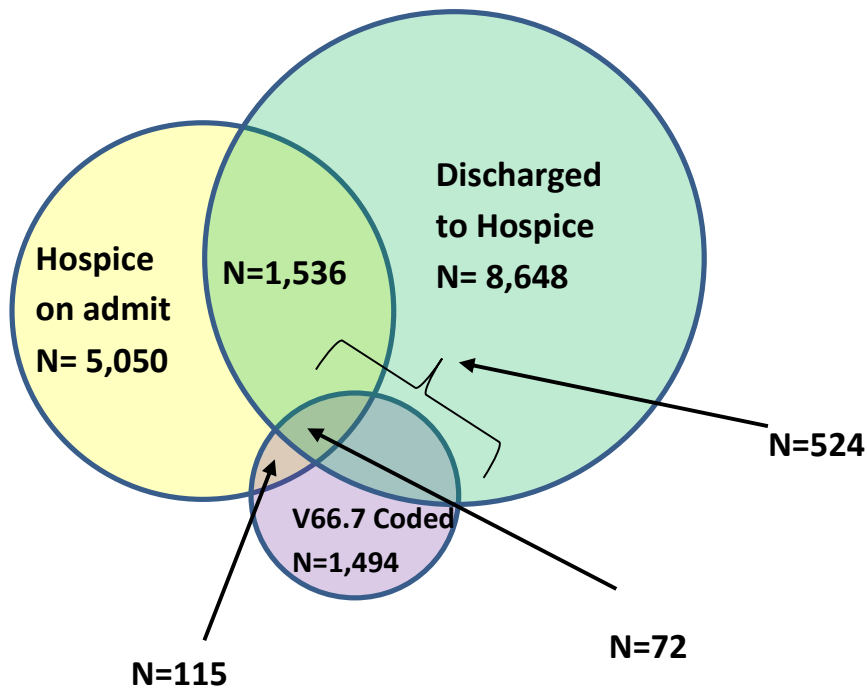 Discharged
to Hospice
N= 8,648
Hospice
on admit
N= 5,050
N=1,536
N=524
V66.7 Coded
N=1,494
N=72
N=115